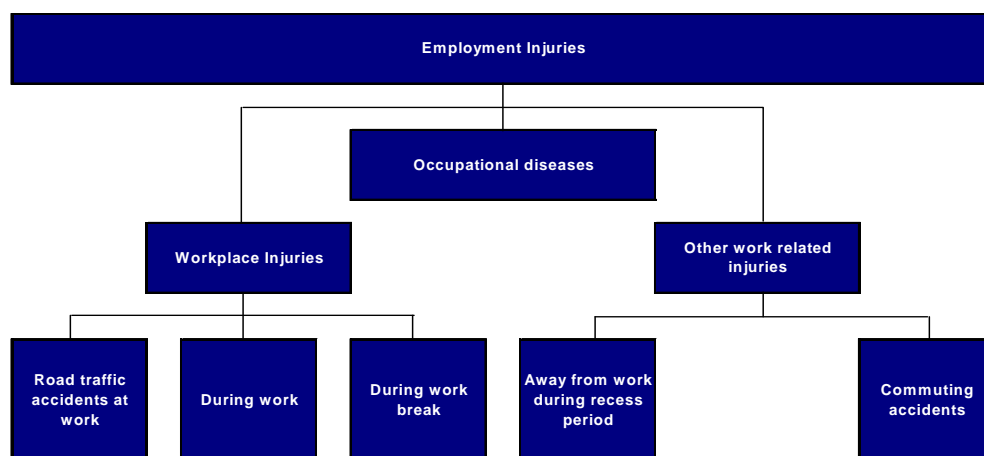 Employment Injuries
Occupational diseases
Workplace Injuries
Other work related
injuries
Road traffic
accidents at
work
During work
During work
break
Away from work
during recess
period
Commuting
accidents